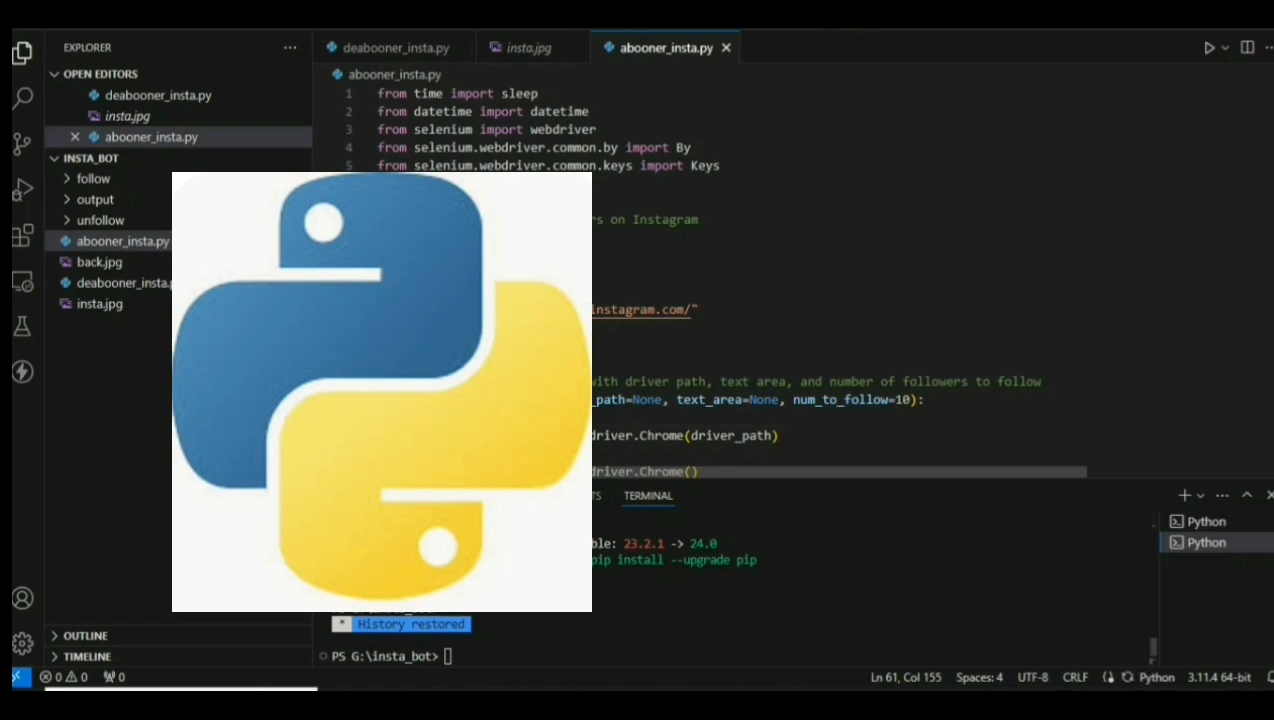 EXPLORER
OPEN EDITORS
deabooner_insta.py
insta.jpg
abooner_insta.py
INSTA_BOT
follow
output
unfollow
abooner_insta.py
back.jpg
deabooner_insta.p
insta.jpg
OUTLINE
TIMELINE
deabooner_insta.py insta.jpg abooner_insta.py
abooner_insta.py
1 from time import sleep
2 from datetime import datetime
3 from selenium import webdriver
4 from selenium.webdriver.common.by import By
5 from selenium.webdriver.common.keys import Keys
rs on Instagram
instagram.com/"
with driver path, text area, and number of followers to follow
_path=None, text_area=None, num_to_follow=10):
driver.Chrome(driver_path)
driver.Chrome()
TS TERMINAL
ble: 23.2.1 -> 24.0
pip install --upgrade pip
* History restored
PS G:\insta_bot>
Python
Python
0 0 0 Ln 61, Col 155 Spaces: 4 UTF-8 CRLF Python 3.11.4 64-bit